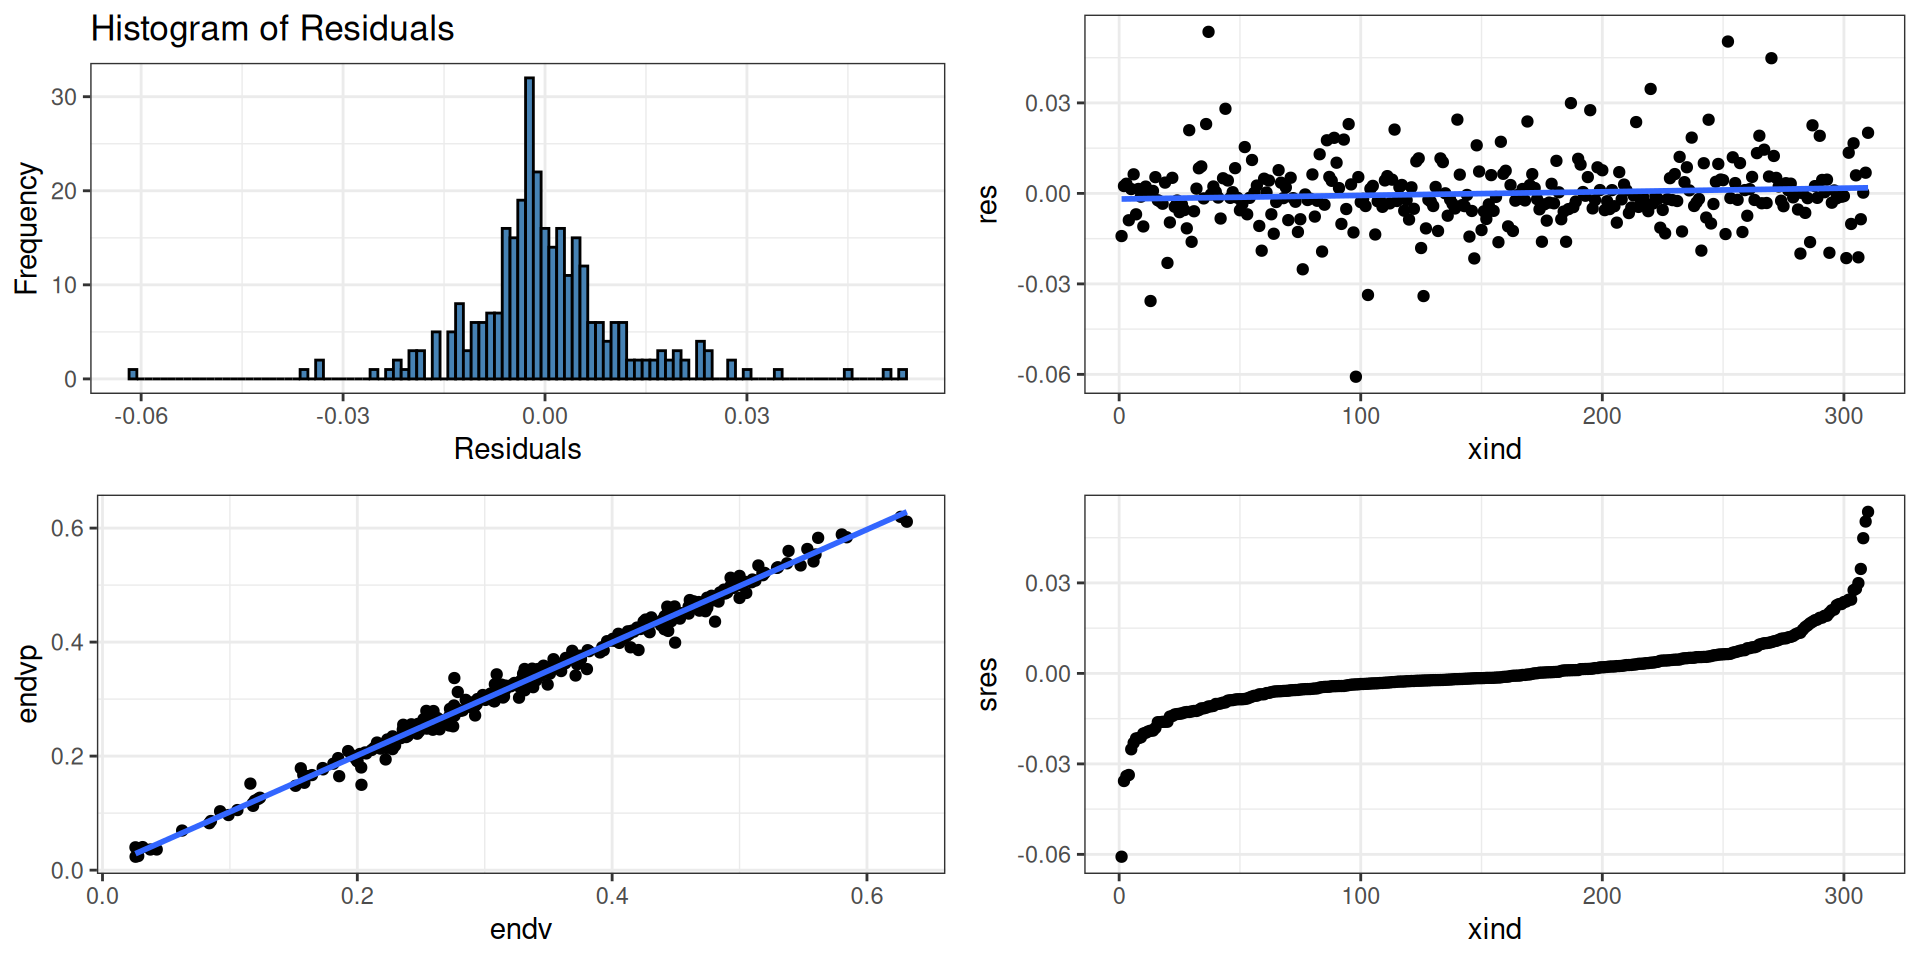 Histogram of Residuals
30
20
10
0
Frequency
-0.06 -0.03 0.00 0.03
Residuals
0.03
0.00
-0.03
-0.06
res
0 100 200 300
xind
0.6
0.4
0.2
0.0
endvp
0.0 0.2 0.4 0.6
endv
0.03
0.00
-0.03
-0.06
sres
0 100 200 300
xind